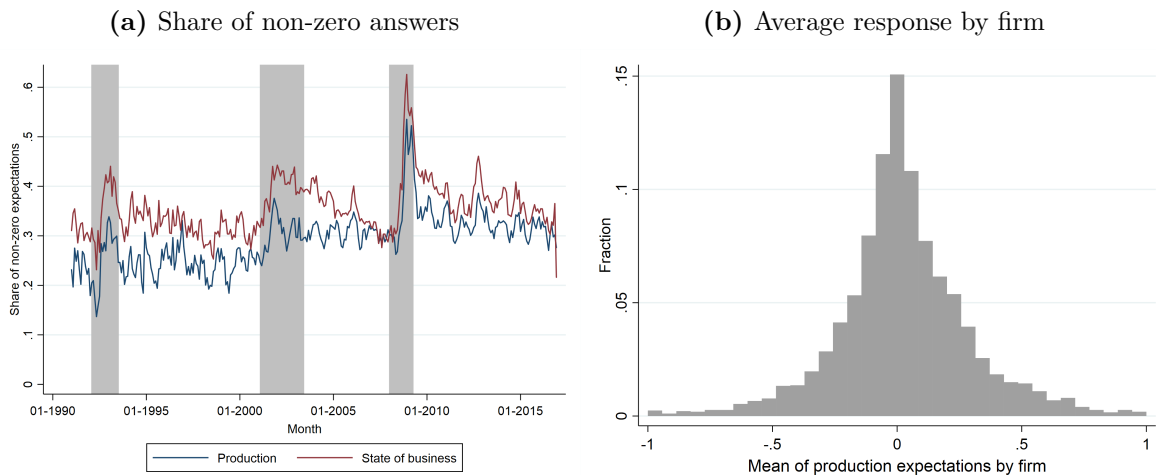 (a) Share of non-zero answers
Share of non-zero expectations
.6
.5
.4
.3
.2
.1
0
01-1990
01-1995
01-2000
01-2005
01-2010
01-2015
Month
Production
State of business
(b) Average response by firm
Fraction
.15
.1
.05
0
-1
-.5
0
.5
1
Mean of production expectations by firm